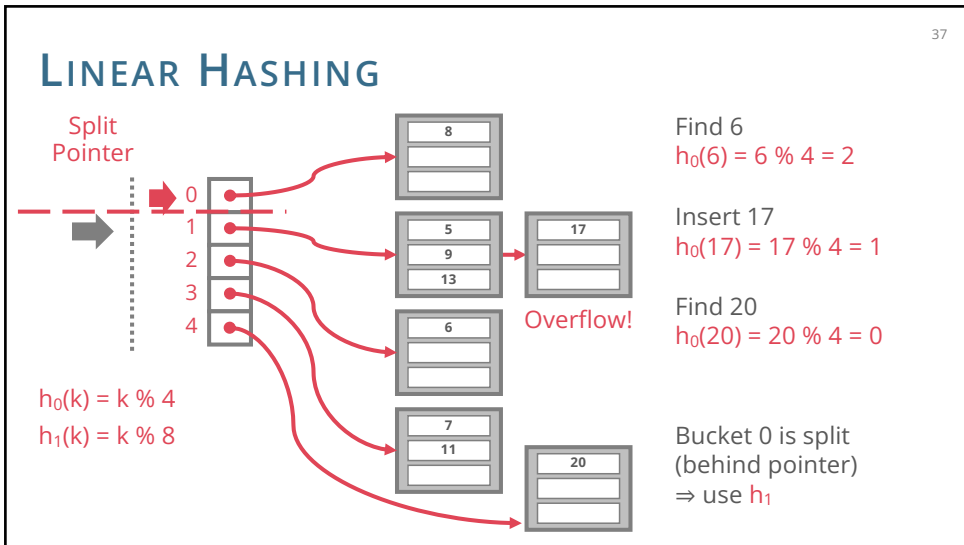 37
LINEAR HASHING
Split
Pointer
0
1
2
3
4
8
5
9
13
17
Overflow!
6
7
11
20
h₀(k) = k % 4
h₁(k) = k % 8
Find 6
h₀(6) = 6 % 4 = 2
Insert 17
h₀(17) = 17 % 4 = 1
Find 20
h₀(20) = 20 % 4 = 0
Bucket 0 is split
(behind pointer)
⇒ use h₁